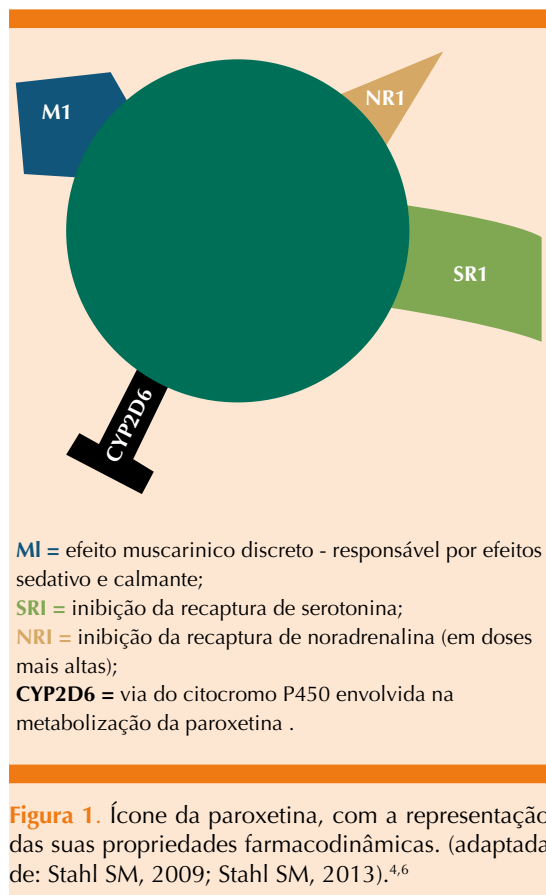 M1
NR1
SR1
CYP2D6
Ml = efeito muscarinico discreto - responsável por efeitos
sedativo e calmante;
SRI = inibição da recaptura de serotonina;
NRI = inibição da recaptura de noradrenalina (em doses
mais altas);
CYP2D6 = via do citocromo P450 envolvida na
metabolização da paroxetina .
Figura 1. Ícone da paroxetina, com a representação
das suas propriedades farmacodinâmicas. (adaptada
de: Stahl SM, 2009; Stahl SM, 2013).4,6